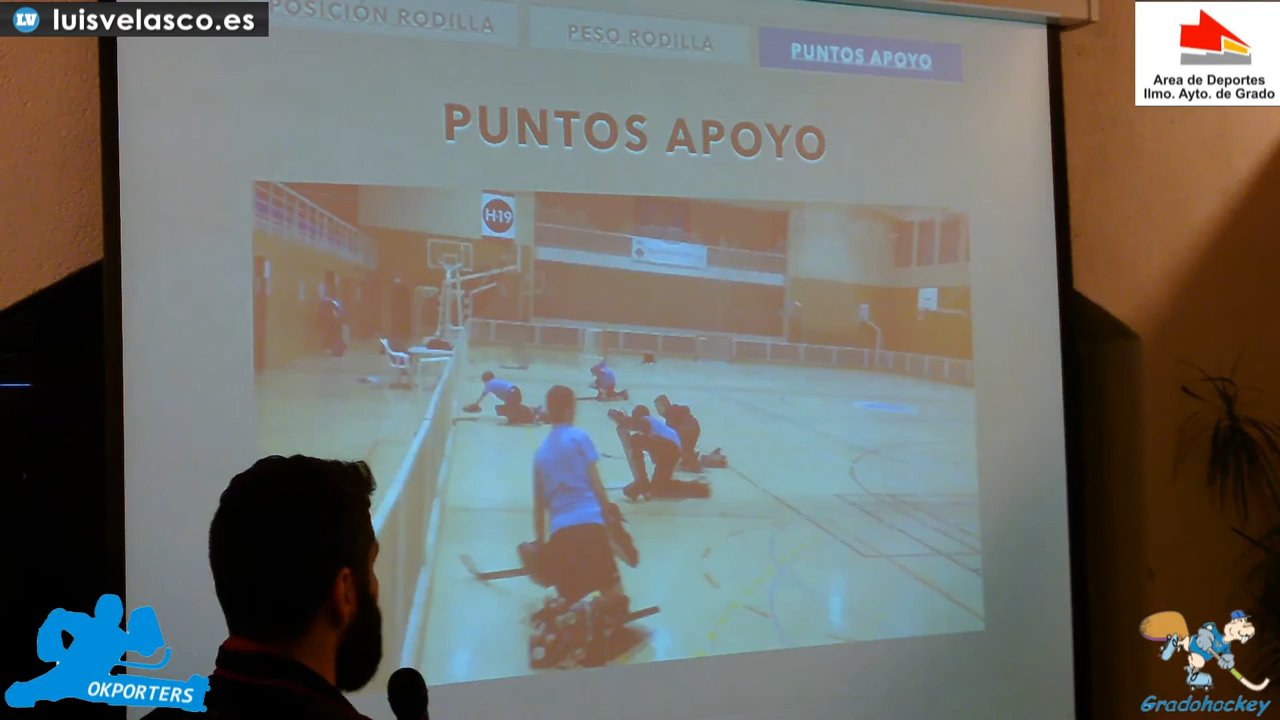 luisvelasco.es
POSICIÓN RODILLA
PESO RODILLA
PUNTOS APOYO
Area de Deportes
Ilmo. Ayto. de Grado
PUNTOS APOYO
H-19
OKPORTERS
Gradohockey